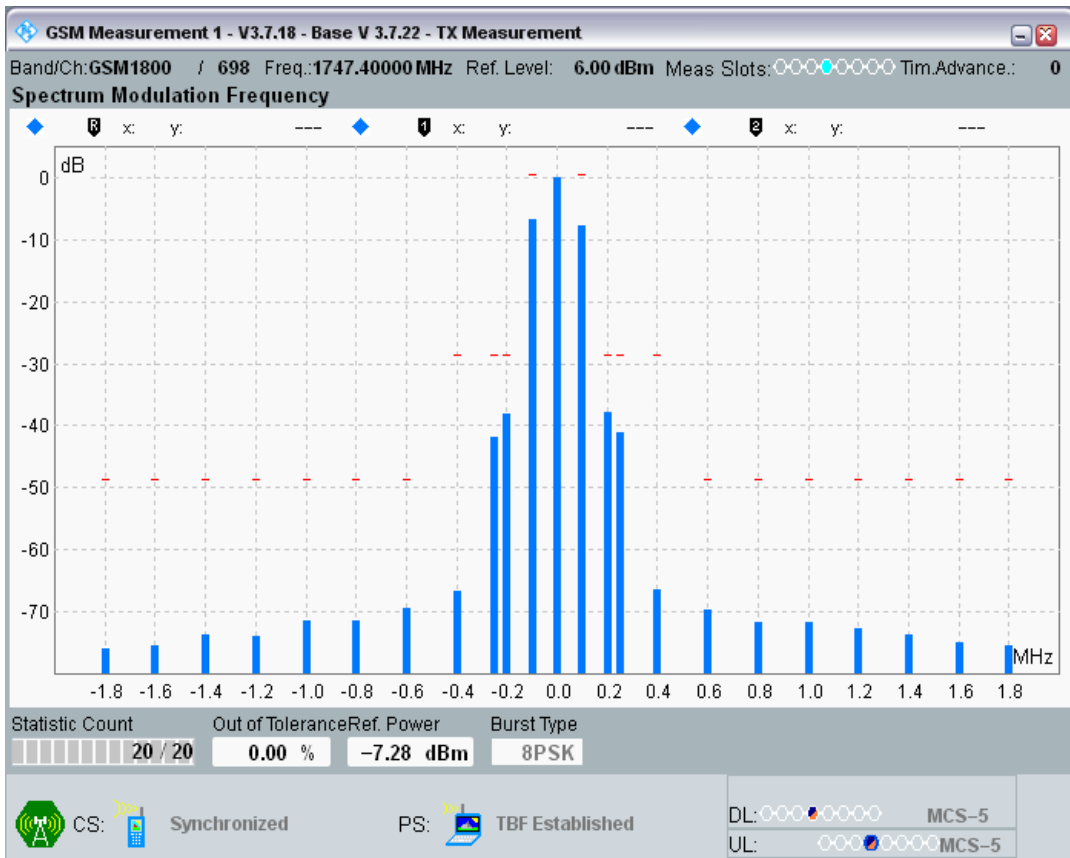 GSM Measurement 1 - V3.7.18 - Base V 3.7.22 - TX Measurement
Band/Ch:GSM1800 / 698 Freq.:1747.40000 MHz Ref. Level: 6.00 dBm Meas Slots: Tim.Advance.: 0
Spectrum Modulation Frequency
R x: y: --- 1 x: y: --- 2 x: y: ---
dB
0
-10
-20
-30
-40
-50
-60
-70
MHz
-1.8 -1.6 -1.4 -1.2 -1.0 -0.8 -0.6 -0.4 -0.2 0.0 0.2 0.4 0.6 0.8 1.0 1.2 1.4 1.6 1.8
Statistic Count Out of Tolerance Ref. Power Burst Type
20 / 20 0.00 % -7.28 dBm 8PSK
CS: Synchronized PS: TBF Established DL: MCS-5
UL: MCS-5